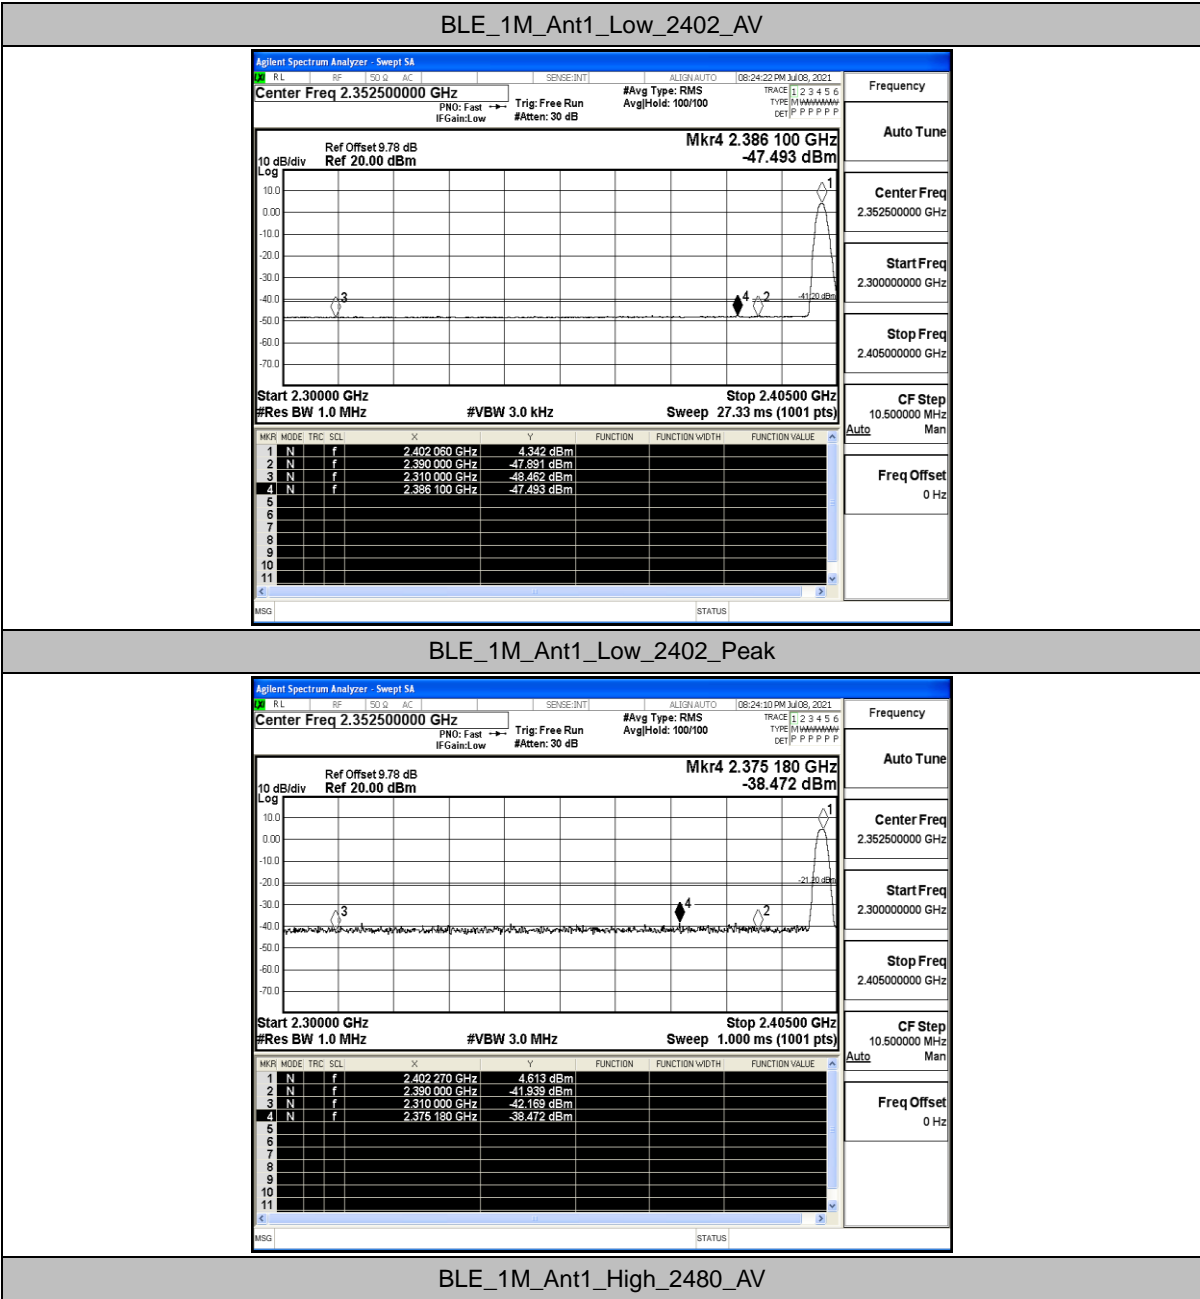 BLE_1M_Ant1_Low_2402_AV
Agilent Spectrum Analyzer - Swept SA
LXI RL RF 50 Ω AC SENSE:INT ALIGN AUTO 08:24:22 PM Jul 08, 2021
Center Freq 2.352500000 GHz
PNO: Fast
IFGain:Low
Trig: Free Run
#Atten: 30 dB
#Avg Type: RMS
Avg|Hold: 100/100
TRACE 1 2 3 4 5 6
TYPE M WWWWW
DET P P P P P P
Frequency
Auto Tune
Center Freq
2.352500000 GHz
Start Freq
2.300000000 GHz
Stop Freq
2.405000000 GHz
CF Step
10.500000 MHz
Auto Man
Freq Offset
0 Hz
Mkr4 2.386 100 GHz
-47.493 dBm
Ref Offset 9.78 dB
10 dB/div Ref 20.00 dBm
Log
10.0
0.00
-10.0
-20.0
-30.0
-40.0
-50.0
-60.0
-70.0
1
3
4
2
-41.20 dBm
Start 2.30000 GHz Stop 2.40500 GHz
#Res BW 1.0 MHz #VBW 3.0 kHz Sweep 27.33 ms (1001 pts)
MKR MODE TRC SCL X Y FUNCTION FUNCTION WIDTH FUNCTION VALUE
1 N f 2.402 060 GHz 4.342 dBm
2 N f 2.390 000 GHz -47.891 dBm
3 N f 2.310 000 GHz -48.462 dBm
4 N f 2.386 100 GHz -47.493 dBm
5
6
7
8
9
10
11
MSG STATUS
BLE_1M_Ant1_Low_2402_Peak
Agilent Spectrum Analyzer - Swept SA
LXI RL RF 50 Ω AC SENSE:INT ALIGN AUTO 08:24:10 PM Jul 08, 2021
Center Freq 2.352500000 GHz
PNO: Fast
IFGain:Low
Trig: Free Run
#Atten: 30 dB
#Avg Type: RMS
Avg|Hold: 100/100
TRACE 1 2 3 4 5 6
TYPE M WWWWW
DET P P P P P P
Frequency
Auto Tune
Center Freq
2.352500000 GHz
Start Freq
2.300000000 GHz
Stop Freq
2.405000000 GHz
CF Step
10.500000 MHz
Auto Man
Freq Offset
0 Hz
Mkr4 2.375 180 GHz
-38.472 dBm
Ref Offset 9.78 dB
10 dB/div Ref 20.00 dBm
Log
10.0
0.00
-10.0
-20.0
-30.0
-40.0
-50.0
-60.0
-70.0
1
3
4
2
-21.20 dBm
Start 2.30000 GHz Stop 2.40500 GHz
#Res BW 1.0 MHz #VBW 3.0 MHz Sweep 1.000 ms (1001 pts)
MKR MODE TRC SCL X Y FUNCTION FUNCTION WIDTH FUNCTION VALUE
1 N f 2.402 270 GHz 4.613 dBm
2 N f 2.390 000 GHz -41.939 dBm
3 N f 2.310 000 GHz -42.169 dBm
4 N f 2.375 180 GHz -38.472 dBm
5
6
7
8
9
10
11
MSG STATUS
BLE_1M_Ant1_High_2480_AV